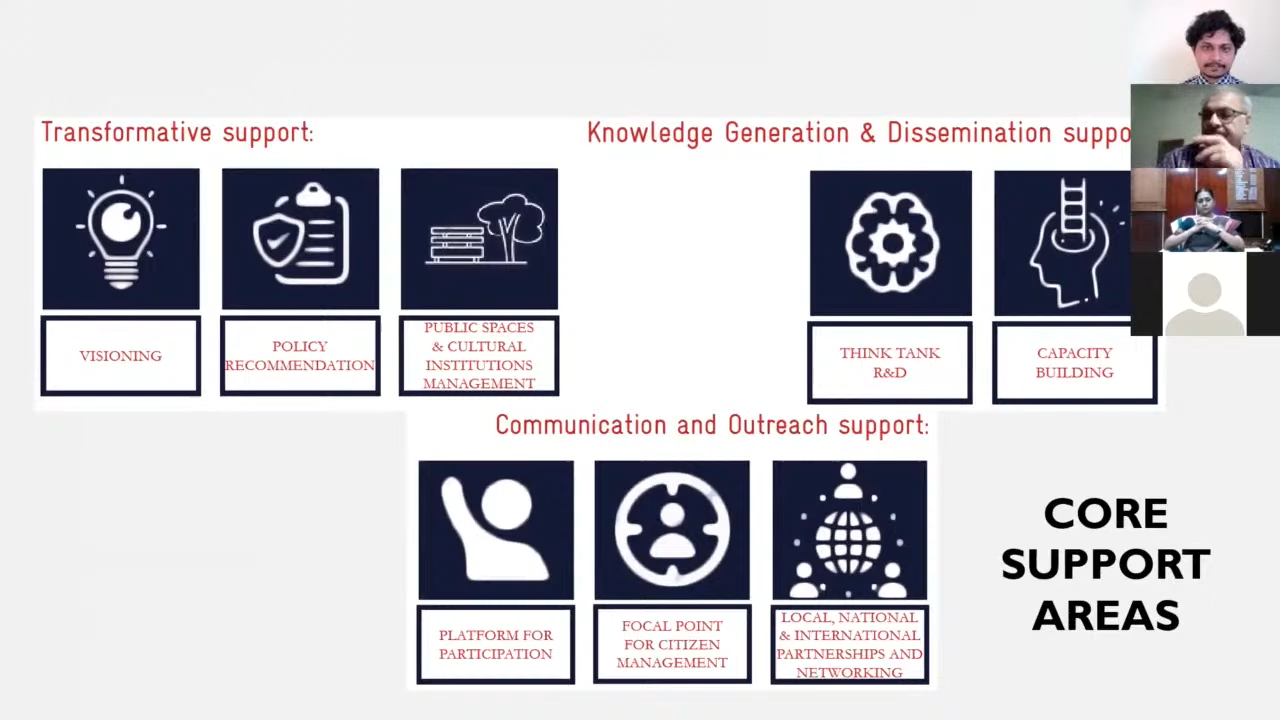 Transformative support:
VISIONING
POLICY
RECOMMENDATION
PUBLIC SPACES
& CULTURAL
INSTITUTIONS
MANAGEMENT
Knowledge Generation & Dissemination
THINK TANK
R&D
CAPACITY
BUILDING
Communication and Outreach support:
PLATFORM FOR
PARTICIPATION
FOCAL POINT
FOR CITIZEN
MANAGEMENT
LOCAL, NATIONAL
& INTERNATIONAL
PARTNERSHIPS AND
NETWORKING
CORE
SUPPORT
AREAS